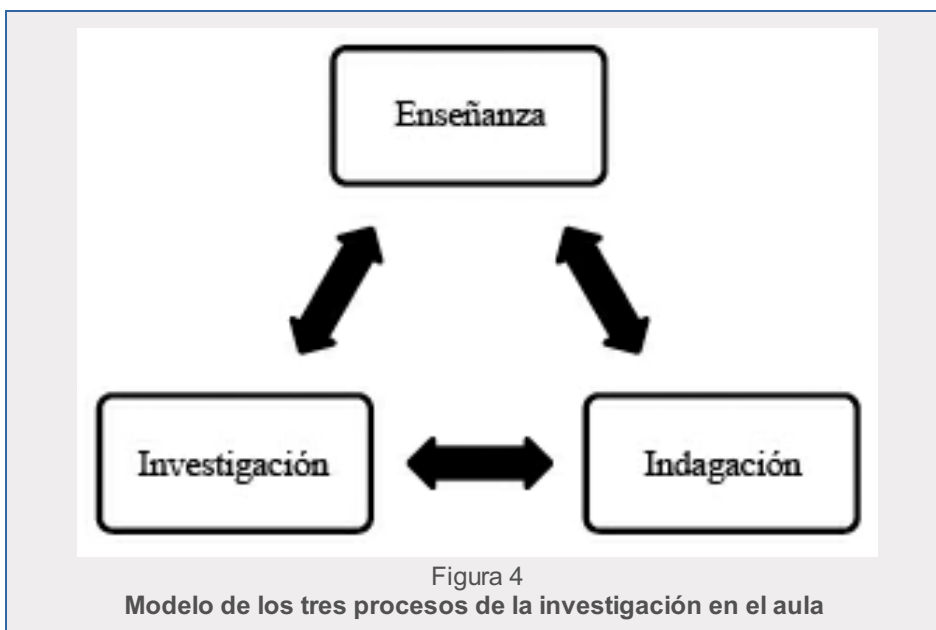 Enseñanza
Investigación
Indagación
Figura 4
Modelo de los tres procesos de la investigación en el aula